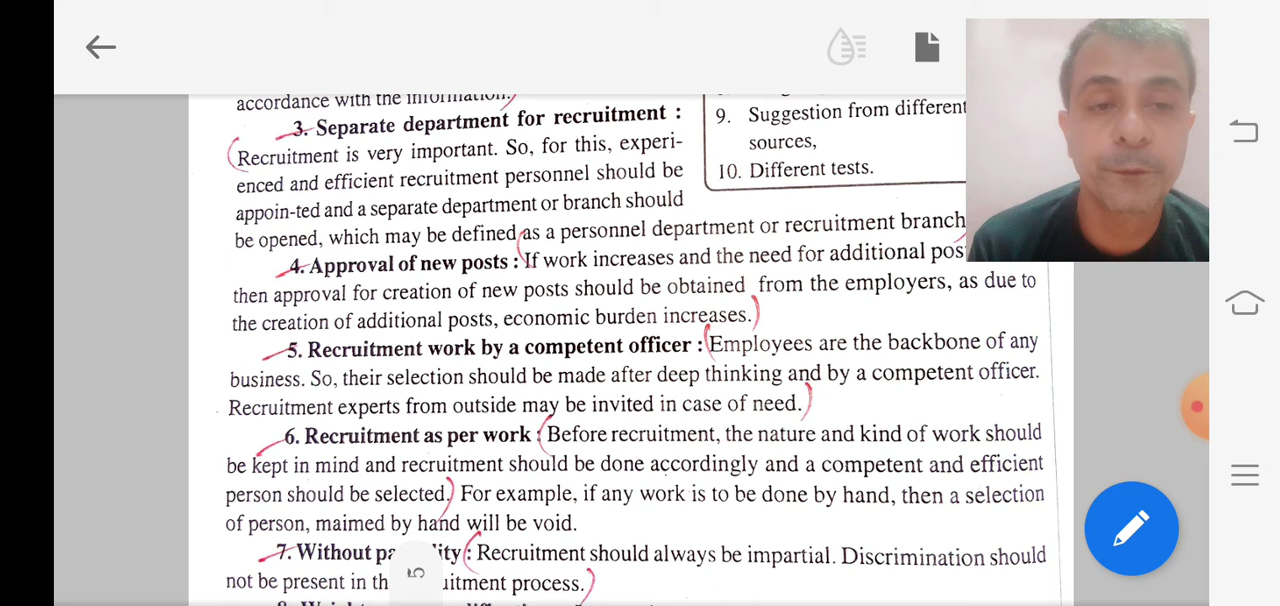 accordance with the information.
3. Separate department for recruitment :
Recruitment is very important. So, for this, experi-
enced and efficient recruitment personnel should be
appoin-ted and a separate department or branch should
be opened, which may be defined as a personnel department or recruitment branch
4. Approval of new posts : If work increases and the need for additional
then approval for creation of new posts should be obtained from the employers, as due to
the creation of additional posts, economic burden increases.
5. Recruitment work by a competent officer : Employees are the backbone of any
business. So, their selection should be made after deep thinking and by a competent officer.
Recruitment experts from outside may be invited in case of need.
6. Recruitment as per work : Before recruitment, the nature and kind of work should
be kept in mind and recruitment should be done accordingly and a competent and efficient
person should be selected. For example, if any work is to be done by hand, then a selection
of person, maimed by hand will be void.
7. Without : Recruitment should always be impartial. Discrimination should
not be present in process.
9. Suggestion from different
sources,
10. Different tests.
5